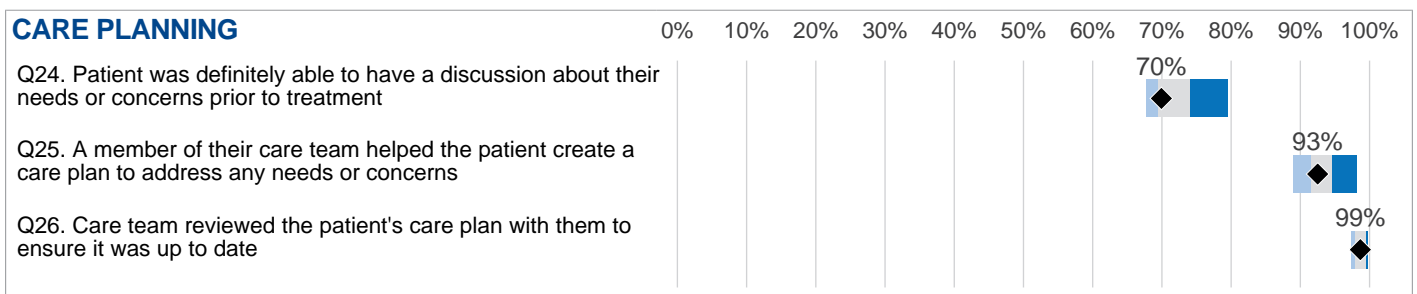 CARE PLANNING
0% 10% 20% 30% 40% 50% 60% 70% 80% 90% 100%
Q24. Patient was definitely able to have a discussion about their
needs or concerns prior to treatment
70%
Q25. A member of their care team helped the patient create a
care plan to address any needs or concerns
93%
Q26. Care team reviewed the patient's care plan with them to
ensure it was up to date
99%